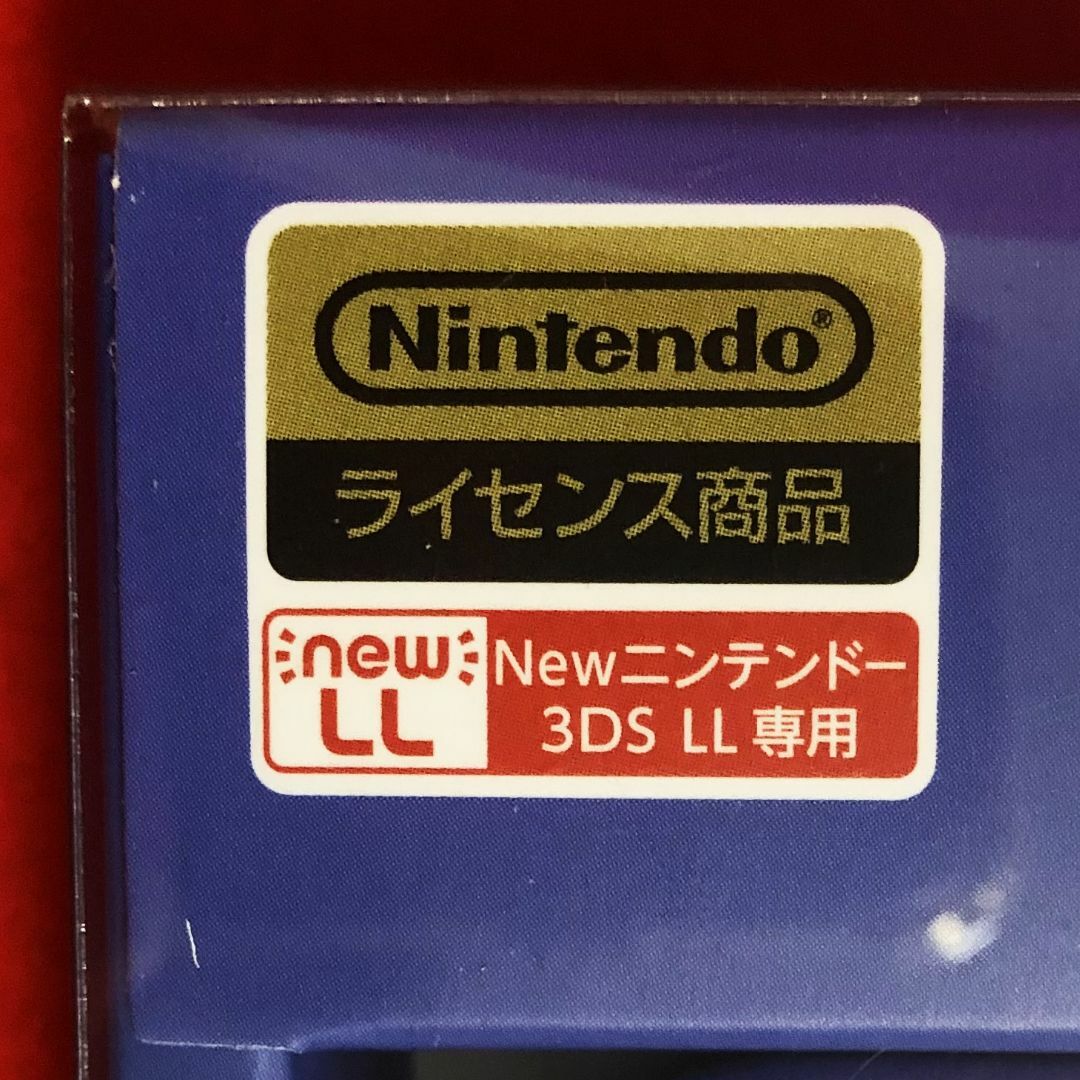 Nintendo®
ライセンス商品
new
LL
Newニンテンドー
3DS LL 専用